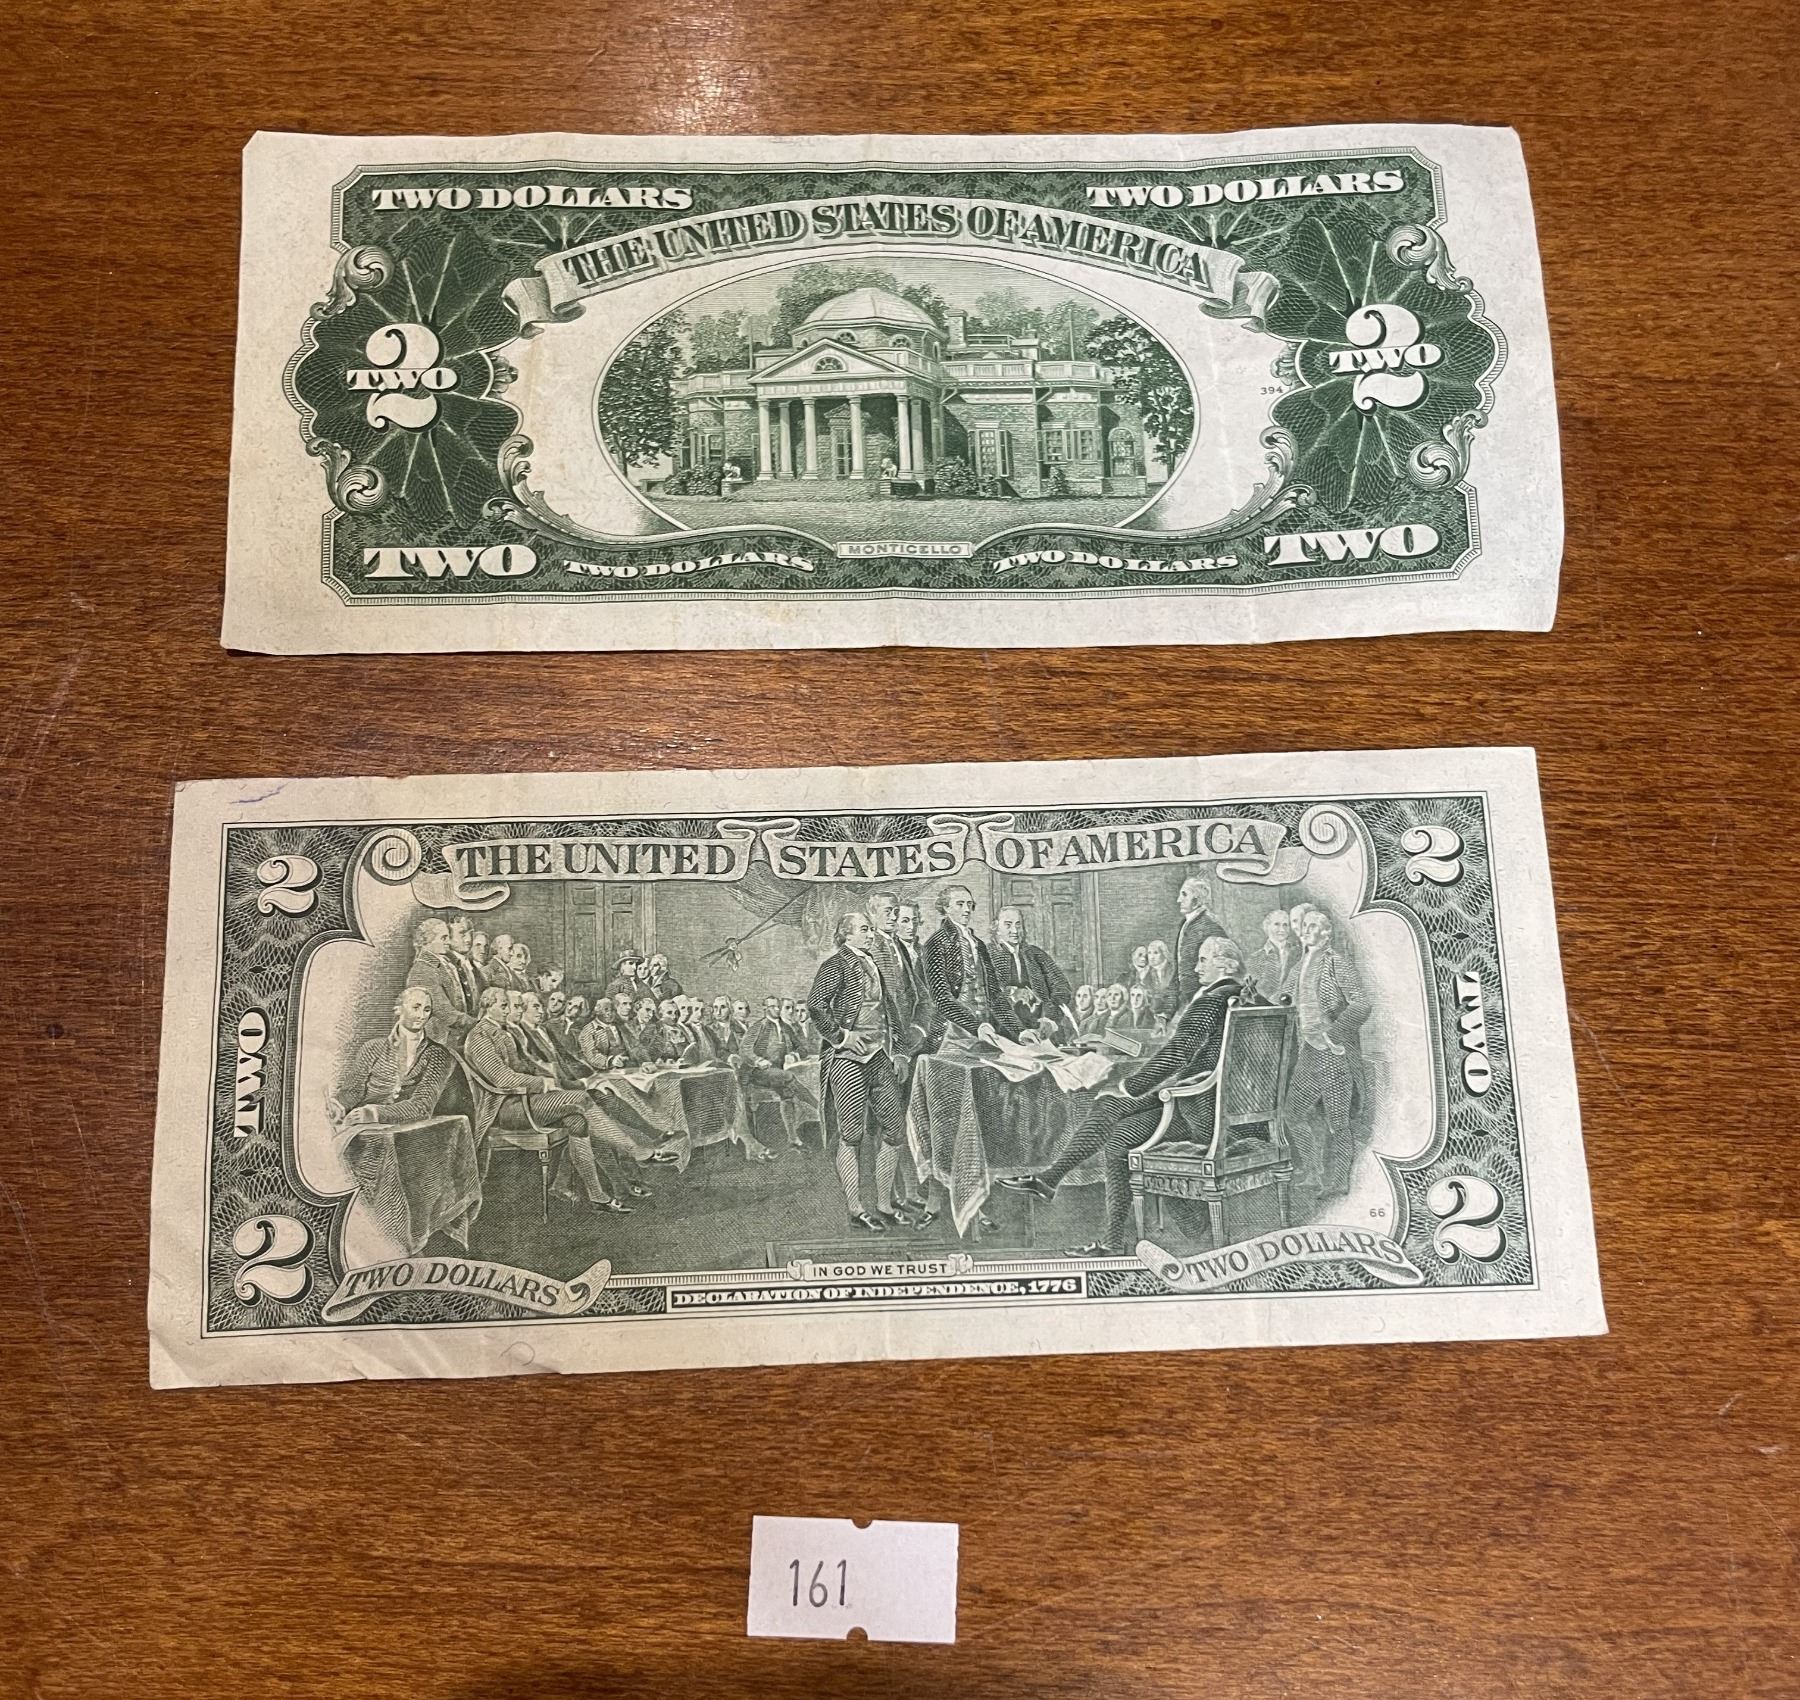 TWO DOLLARS TWO DOLLARS
THE UNITED STATES OF AMERICA
2 TWO 2 TWO
394
TWO TWO DOLLARS MONTICELLO TWO DOLLARS TWO
2 THE UNITED STATES OF AMERICA 2
TWO TWO
2 66 2
TWO DOLLARS IN GOD WE TRUST TWO DOLLARS
DECLARATION OF INDEPENDENCE, 1776
161